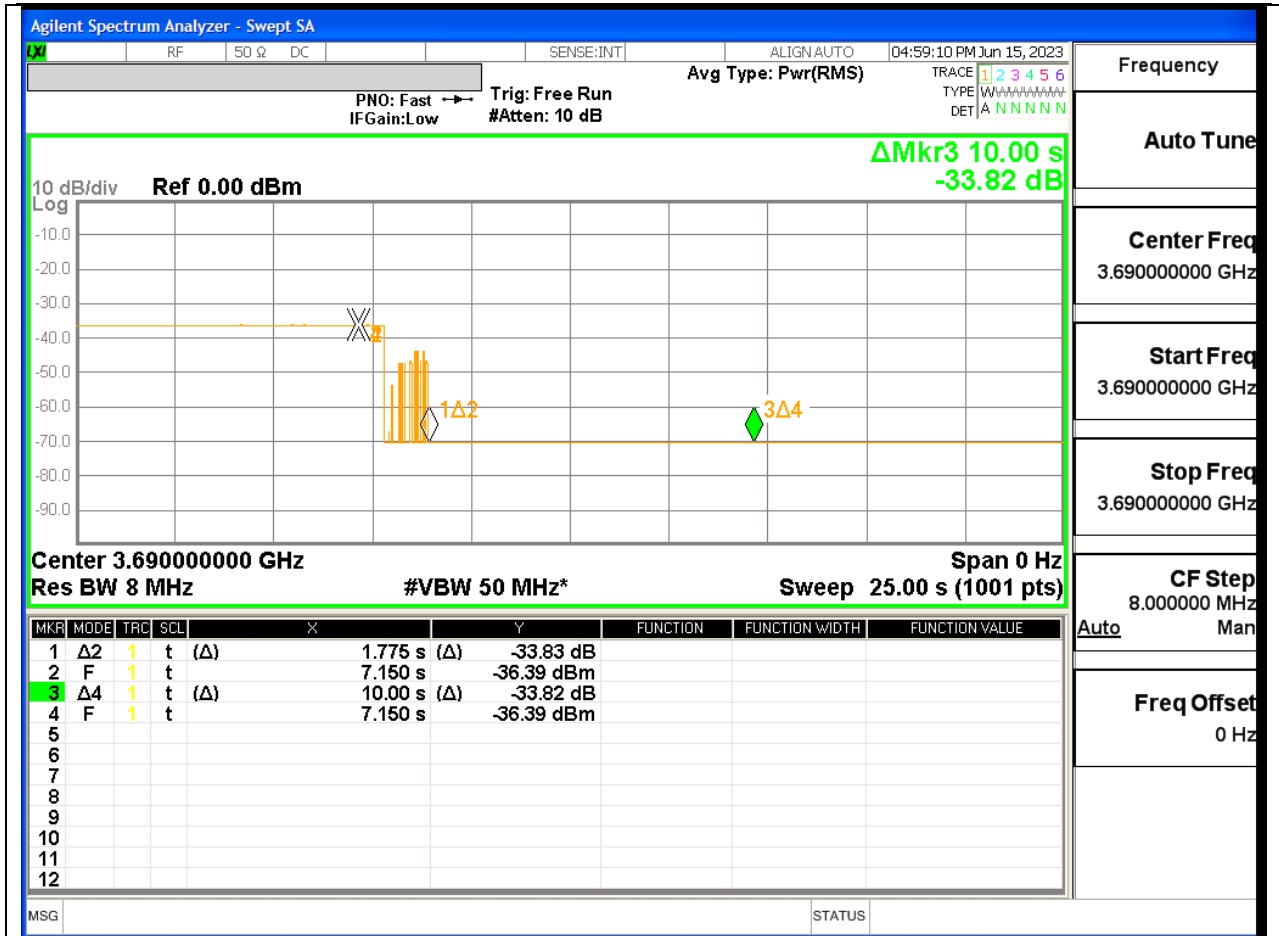 Agilent Spectrum Analyzer - Swept SA
LXI RF 50 Ω DC SENSE:INT ALIGN AUTO 04:59:10 PM Jun 15, 2023
Frequency
Avg Type: Pwr(RMS) TRACE 1 2 3 4 5 6
PNO: Fast Trig: Free Run TYPE WWWWWW
IFGain:Low #Atten: 10 dB DET A N N N N N
Auto Tune
ΔMkr3 10.00 s
-33.82 dB
10 dB/div Ref 0.00 dBm
Log
-10.0
-20.0
-30.0
-40.0
-50.0
-60.0
-70.0
-80.0
-90.0
1Δ2
3Δ4
Center 3.690000000 GHz Span 0 Hz
Res BW 8 MHz #VBW 50 MHz* Sweep 25.00 s (1001 pts)
Center Freq
3.690000000 GHz
Start Freq
3.690000000 GHz
Stop Freq
3.690000000 GHz
CF Step
8.000000 MHz
Auto Man
Freq Offset
0 Hz
MKR MODE TRC SCL X Y FUNCTION FUNCTION WIDTH FUNCTION VALUE
1 Δ2 1 t (Δ) 1.775 s (Δ) -33.83 dB
2 F 1 t 7.150 s -36.39 dBm
3 Δ4 1 t (Δ) 10.00 s (Δ) -33.82 dB
4 F 1 t 7.150 s -36.39 dBm
5
6
7
8
9
10
11
12
MSG STATUS